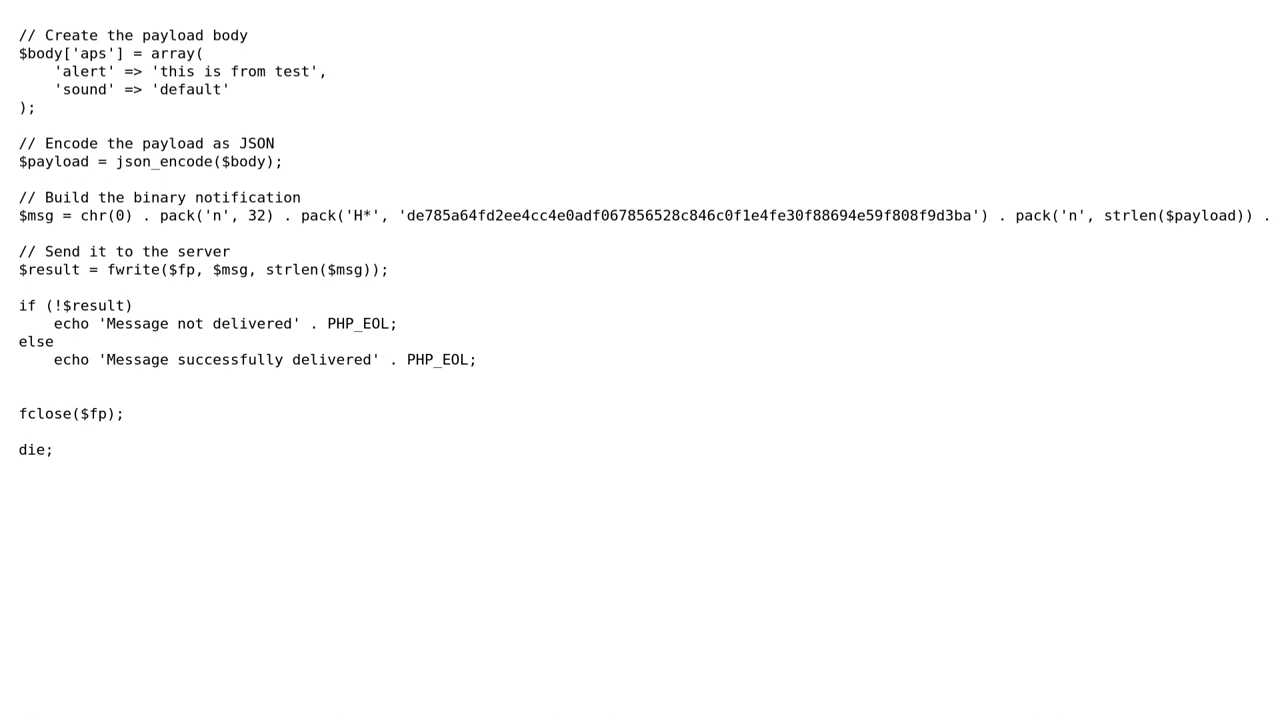 // Create the payload body
$body['aps'] = array(
    'alert' => 'this is from test',
    'sound' => 'default'
);

// Encode the payload as JSON
$payload = json_encode($body);

// Build the binary notification
$msg = chr(0) . pack('n', 32) . pack('H*', 'de785a64fd2ee4cc4e0adf067856528c846c0f1e4fe30f88694e59f808f9d3ba') . pack('n', strlen($payload)) .

// Send it to the server
$result = fwrite($fp, $msg, strlen($msg));

if (!$result)
    echo 'Message not delivered' . PHP_EOL;
else
    echo 'Message successfully delivered' . PHP_EOL;


fclose($fp);

die;